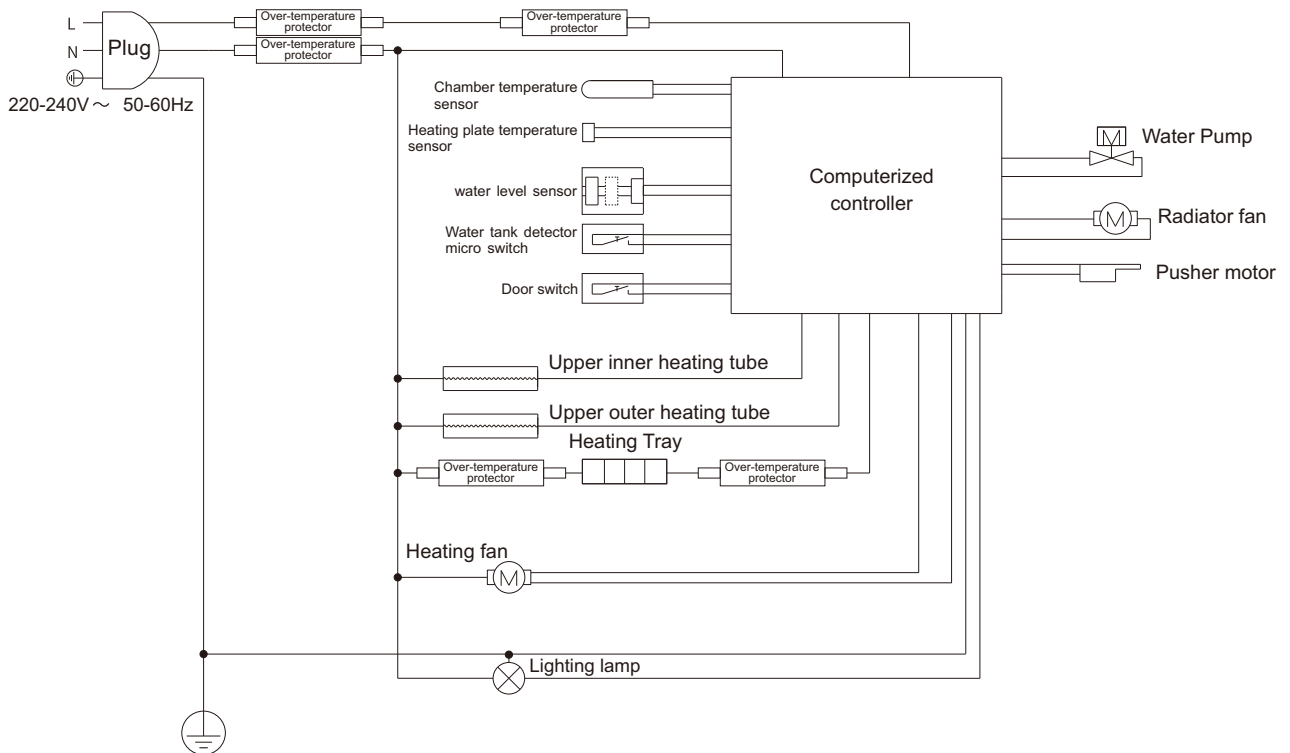 L
N
Plug
220-240V～ 50-60Hz
Over-temperature
protector
Over-temperature
protector
Over-temperature
protector
Chamber temperature
sensor
Heating plate temperature
sensor
water level sensor
Water tank detector
micro switch
Door switch
Computerized
controller
M
Water Pump
M
Radiator fan
Pusher motor
Upper inner heating tube
Upper outer heating tube
Heating Tray
Over-temperature
protector
Over-temperature
protector
Heating fan
M
Lighting lamp